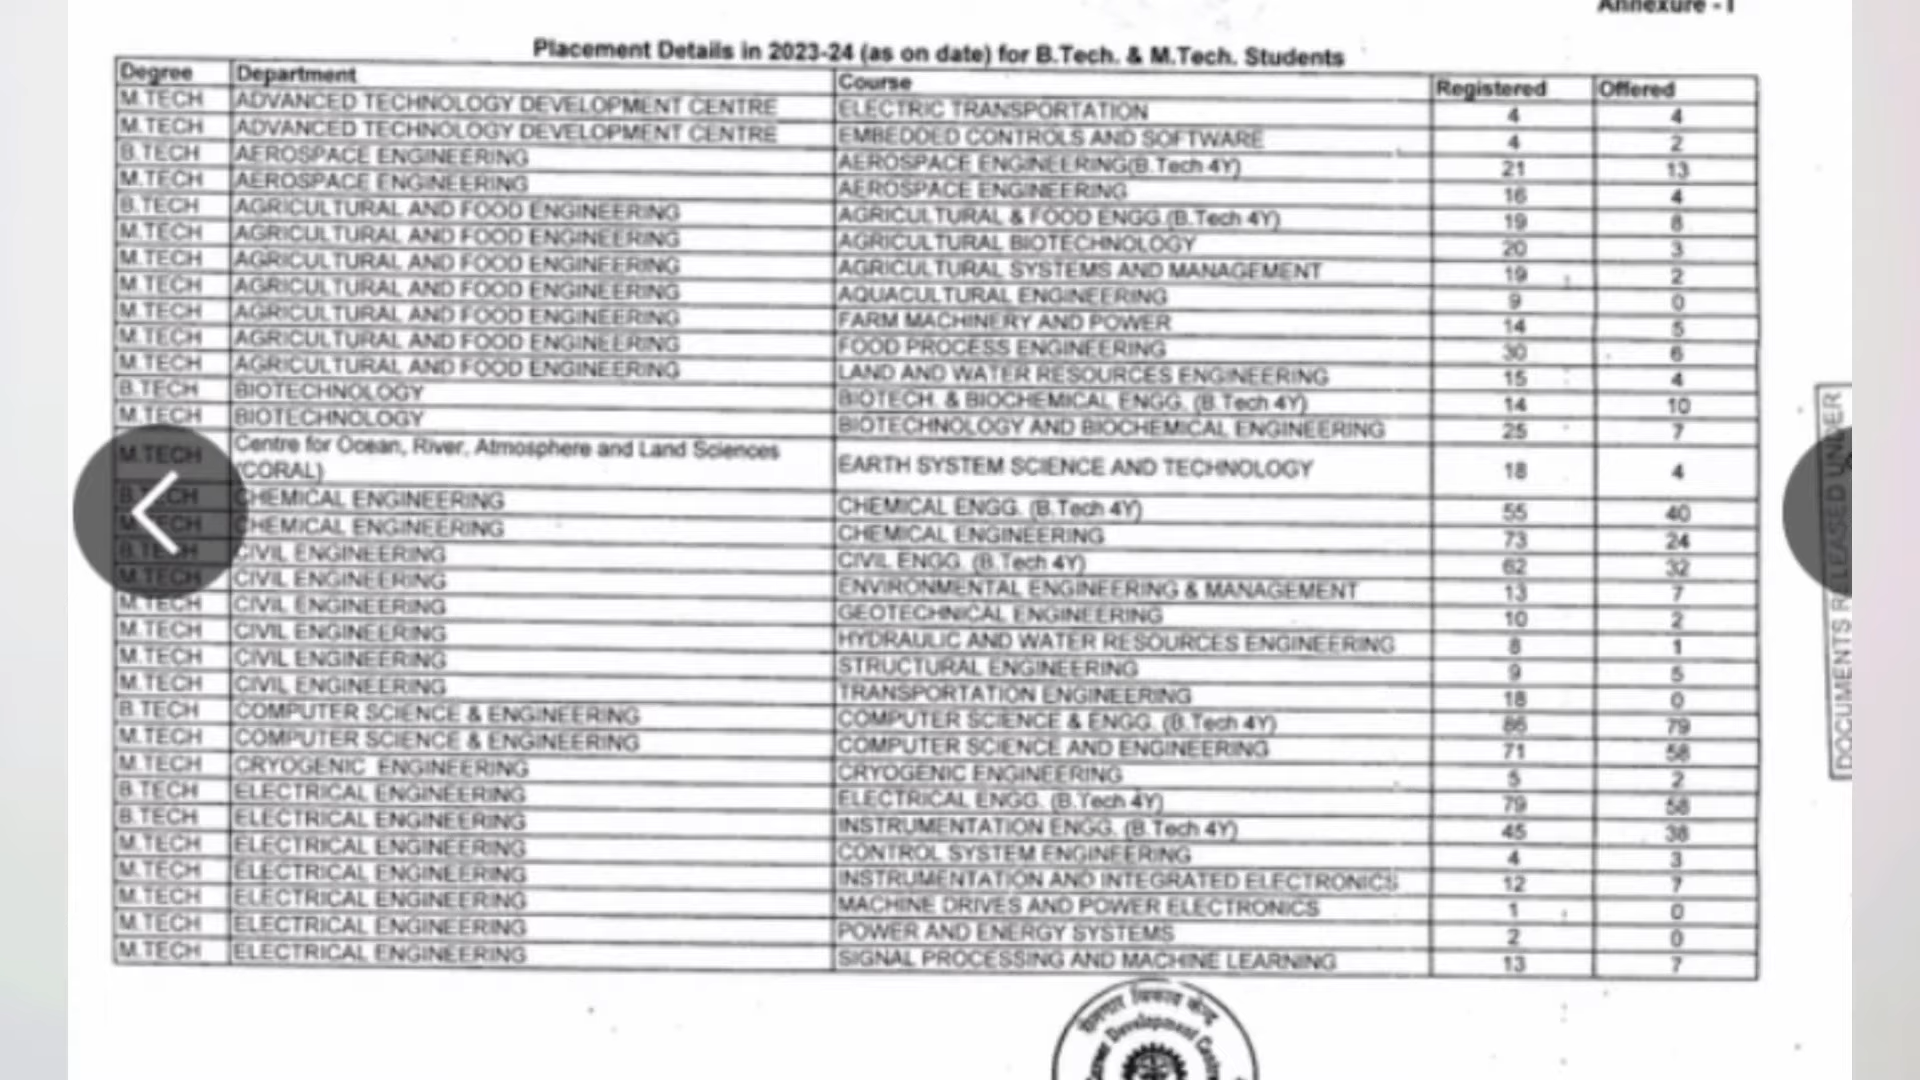 Annexure - I
Placement Details in 2023-24 (as on date) for B.Tech. & M.Tech. Students
Degree Department Course Registered Offered
M.TECH ADVANCED TECHNOLOGY DEVELOPMENT CENTRE ELECTRIC TRANSPORTATION 4 4
M.TECH ADVANCED TECHNOLOGY DEVELOPMENT CENTRE EMBEDDED CONTROLS AND SOFTWARE 4 2
B.TECH AEROSPACE ENGINEERING AEROSPACE ENGINEERING(B.Tech 4Y) 21 13
M.TECH AEROSPACE ENGINEERING AEROSPACE ENGINEERING 16 4
B.TECH AGRICULTURAL AND FOOD ENGINEERING AGRICULTURAL & FOOD ENGG.(B.Tech 4Y) 19 8
M.TECH AGRICULTURAL AND FOOD ENGINEERING AGRICULTURAL BIOTECHNOLOGY 20 3
M.TECH AGRICULTURAL AND FOOD ENGINEERING AGRICULTURAL SYSTEMS AND MANAGEMENT 19 2
M.TECH AGRICULTURAL AND FOOD ENGINEERING AQUACULTURAL ENGINEERING 9 0
M.TECH AGRICULTURAL AND FOOD ENGINEERING FARM MACHINERY AND POWER 14 5
M.TECH AGRICULTURAL AND FOOD ENGINEERING FOOD PROCESS ENGINEERING 30 6
M.TECH AGRICULTURAL AND FOOD ENGINEERING LAND AND WATER RESOURCES ENGINEERING 15 4
B.TECH BIOTECHNOLOGY BIOTECH. & BIOCHEMICAL ENGG. (B.Tech 4Y) 14 10
M.TECH BIOTECHNOLOGY BIOTECHNOLOGY AND BIOCHEMICAL ENGINEERING 25 7
M.TECH Centre for Ocean, River, Atmosphere and Land Sciences (CORAL) EARTH SYSTEM SCIENCE AND TECHNOLOGY 18 4
B.TECH CHEMICAL ENGINEERING CHEMICAL ENGG. (B.Tech 4Y) 55 40
M.TECH CHEMICAL ENGINEERING CHEMICAL ENGINEERING 73 24
B.TECH CIVIL ENGINEERING CIVIL ENGG. (B.Tech 4Y) 62 32
M.TECH CIVIL ENGINEERING ENVIRONMENTAL ENGINEERING & MANAGEMENT 13 7
M.TECH CIVIL ENGINEERING GEOTECHNICAL ENGINEERING 10 2
M.TECH CIVIL ENGINEERING HYDRAULIC AND WATER RESOURCES ENGINEERING 8 1
M.TECH CIVIL ENGINEERING STRUCTURAL ENGINEERING 9 5
M.TECH CIVIL ENGINEERING TRANSPORTATION ENGINEERING 18 0
B.TECH COMPUTER SCIENCE & ENGINEERING COMPUTER SCIENCE & ENGG. (B.Tech 4Y) 86 79
M.TECH COMPUTER SCIENCE & ENGINEERING COMPUTER SCIENCE AND ENGINEERING 71 58
M.TECH CRYOGENIC ENGINEERING CRYOGENIC ENGINEERING 5 2
B.TECH ELECTRICAL ENGINEERING ELECTRICAL ENGG. (B.Tech 4Y) 79 58
B.TECH ELECTRICAL ENGINEERING INSTRUMENTATION ENGG. (B.Tech 4Y) 45 38
M.TECH ELECTRICAL ENGINEERING CONTROL SYSTEM ENGINEERING 4 3
M.TECH ELECTRICAL ENGINEERING INSTRUMENTATION AND INTEGRATED ELECTRONICS 12 7
M.TECH ELECTRICAL ENGINEERING MACHINE DRIVES AND POWER ELECTRONICS 1 0
M.TECH ELECTRICAL ENGINEERING POWER AND ENERGY SYSTEMS 2 0
M.TECH ELECTRICAL ENGINEERING SIGNAL PROCESSING AND MACHINE LEARNING 13 7
DOCUMENTS RELEASED UNDER
विकास केन्द्र
Career Development Centre